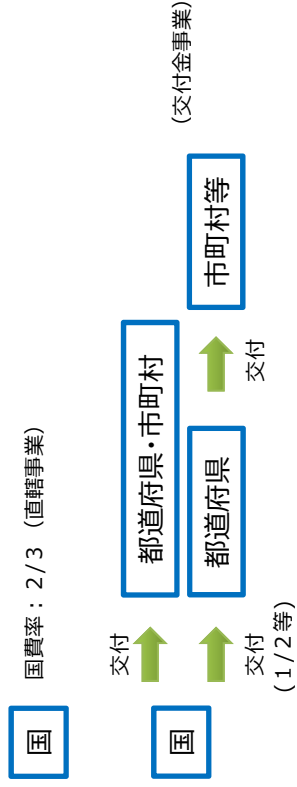 国
国費率：２/３（直轄事業）
国
交付
都道府県・市町村
交付
（１/２等）
都道府県
交付
市町村等
（交付金事業）